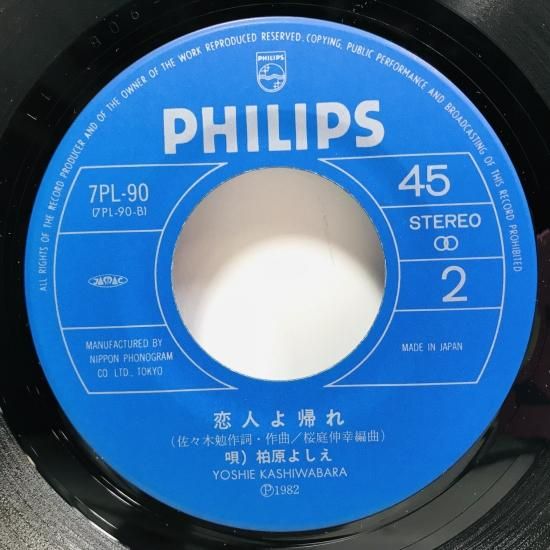 ALL RIGHTS OF THE RECORD PRODUCER AND OF THE OWNER OF THE WORK REPRODUCED RESERVED. COPYING, PUBLIC PERFORMANCE AND BROADCASTING OF THIS RECORD PROHIBITED
PHILIPS
PHILIPS
7PL-90
(7PL-90-B)
45
STEREO
2
JASRAC
MANUFACTURED BY
NIPPON PHONOGRAM
CO LTD., TOKYO
MADE IN JAPAN
恋人よ帰れ
(佐々木勉作詞・作曲/桜庭伸幸編曲)
唄) 柏原よしえ
YOSHIE KASHIWABARA
Ⓟ1982